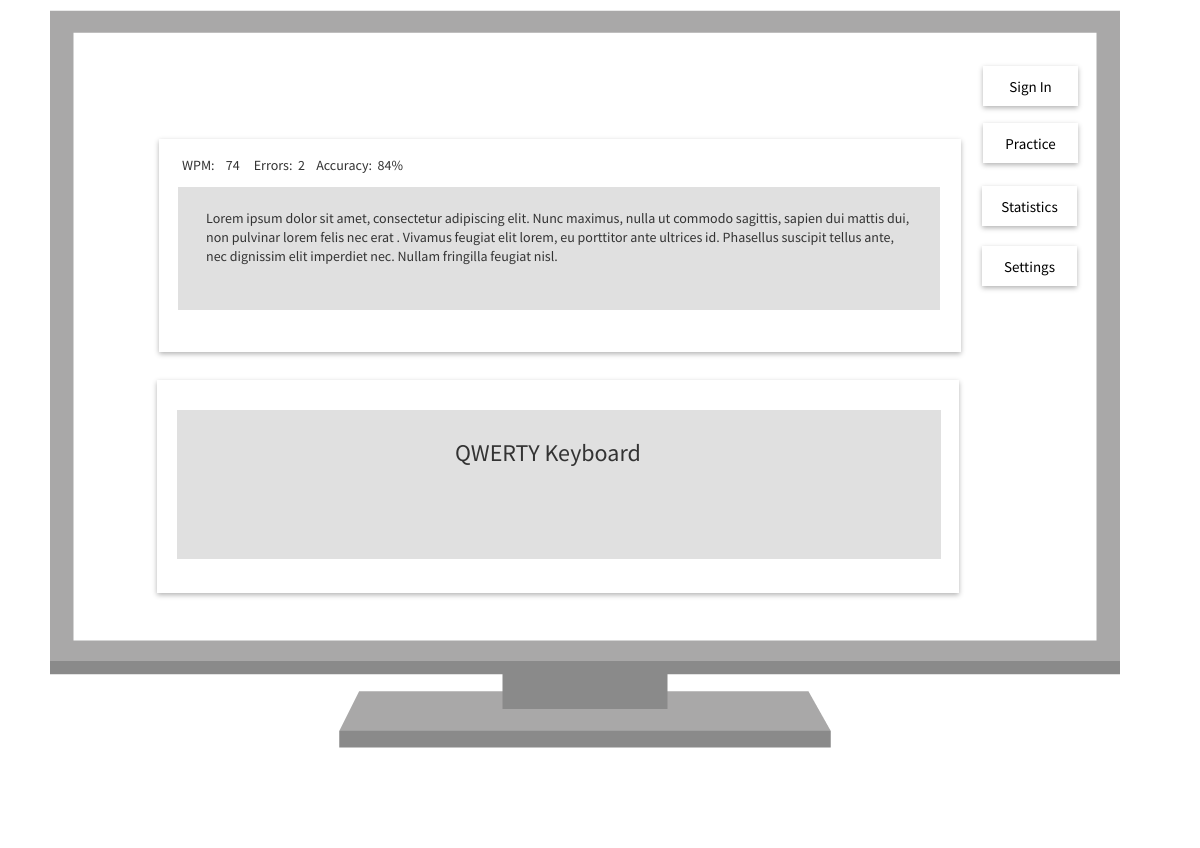 Sign In
Practice
WPM: 74 Errors: 2 Accuracy: 84%
Statistics
Lorem ipsum dolor sit amet, consectetur adipiscing elit. Nunc maximus, nulla ut commodo sagittis, sapien dui mattis dui,
non pulvinar lorem felis nec erat . Vivamus feugiat elit lorem, eu porttitor ante ultrices id. Phasellus suscipit tellus ante,
nec dignissim elit imperdiet nec. Nullam fringilla feugiat nisl.
Settings
QWERTY Keyboard